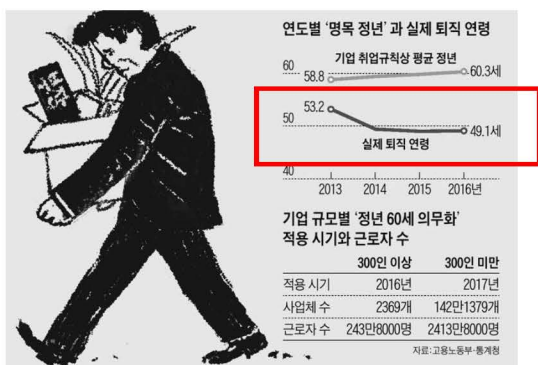 연도별 ‘명목 정년’과 실제 퇴직 연령
기업 취업규칙상 평균 정년
60
58.8
60.3세
53.2
50
49.1세
실제 퇴직 연령
40
2013 2014 2015 2016년
기업 규모별 ‘정년 60세 의무화’
적용 시기와 근로자 수
300인 이상 300인 미만
적용 시기 2016년 2017년
사업체 수 2369개 142만1379개
근로자 수 243만8000명 2413만8000명
자료:고용노동부·통계청